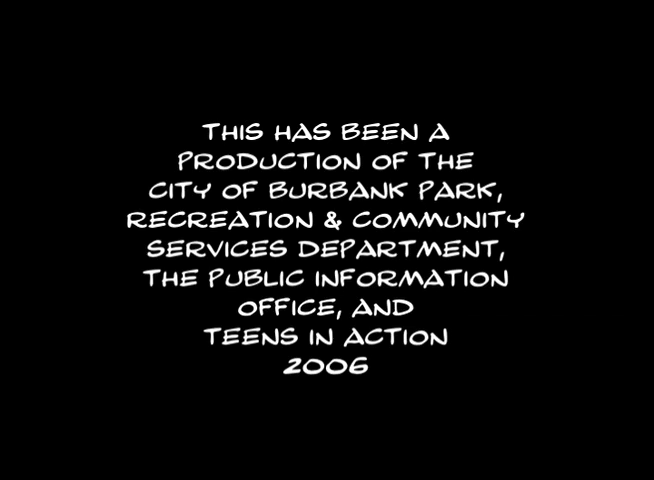 THIS HAS BEEN A
PRODUCTION OF THE
CITY OF BURBANK PARK,
RECREATION & COMMUNITY
SERVICES DEPARTMENT,
THE PUBLIC INFORMATION
OFFICE, AND
TEENS IN ACTION
2006